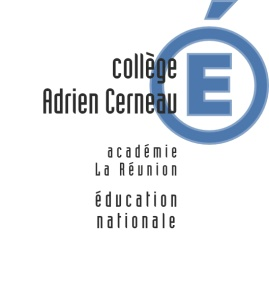 collège
Adrien Cerneau
É
académie
La Réunion
éducation
nationale